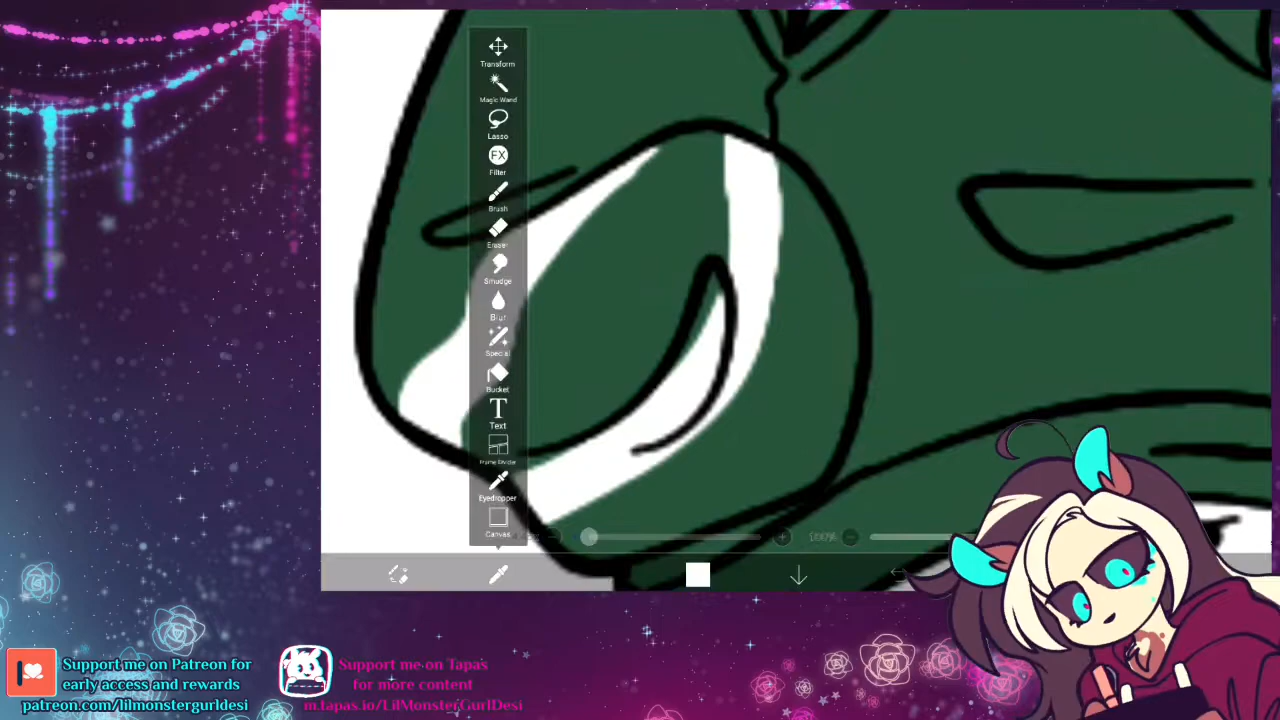 Transform
Magic Wand
Lasso
FX
Filter
Brush
Eraser
Smudge
Blur
Special
Bucket
T
Text
Frame Divider
Eyedropper
Canvas
100%
Support me on Patreon for
early access and rewards
patreon.com/lilmonstergurldesi
Support me on Tapas
for more content
m.tapas.io/LilMonsterGurlDesi